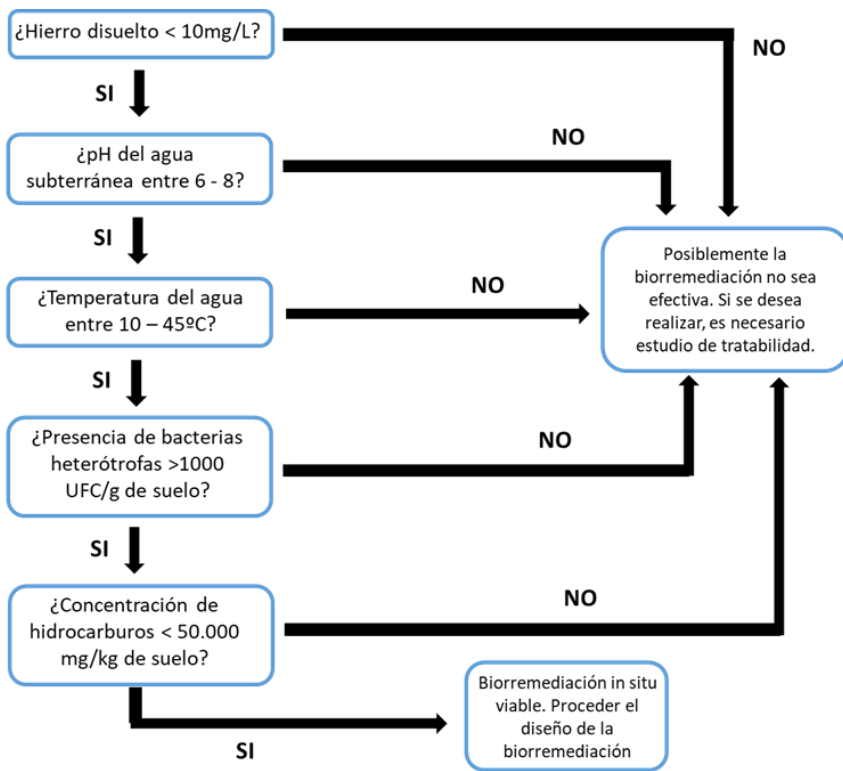 ¿Hierro disuelto < 10mg/L?
NO
SI
¿pH del agua
subterránea entre 6 - 8?
NO
SI
Posiblemente la
biorremediación no sea
efectiva. Si se desea
realizar, es necesario
estudio de tratabilidad.
¿Temperatura del agua
entre 10 – 45ºC?
NO
SI
¿Presencia de bacterias
heterótrofas >1000
UFC/g de suelo?
NO
SI
¿Concentración de
hidrocarburos < 50.000
mg/kg de suelo?
NO
SI
Biorremediación in situ
viable. Proceder el
diseño de la
biorremediación